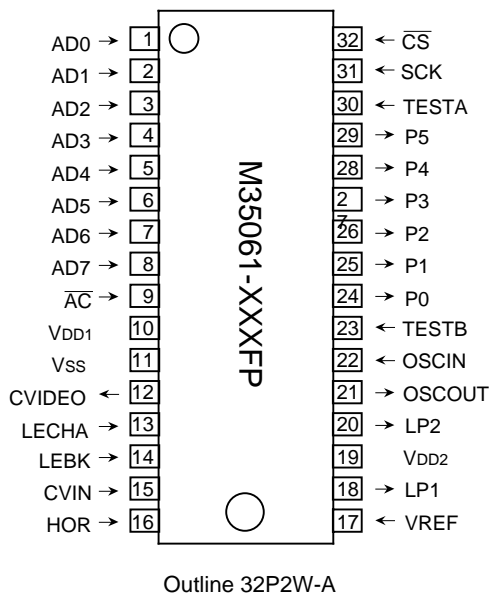 AD0 → 1
AD1 → 2
AD2 → 3
AD3 → 4
AD4 → 5
AD5 → 6
AD6 → 7
AD7 → 8
A̅C̅ → 9
VDD1 10
VSS 11
CVIDEO ← 12
LECHA → 13
LEBK → 14
CVIN → 15
HOR → 16
M35061-XXXFP
32 ← C̅S̅
31 ← SCK
30 ← TESTA
29 → P5
28 → P4
27 → P3
26 → P2
25 → P1
24 → P0
23 ← TESTB
22 ← OSCIN
21 → OSCOUT
20 → LP2
19 VDD2
18 → LP1
17 ← VREF
Outline 32P2W-A